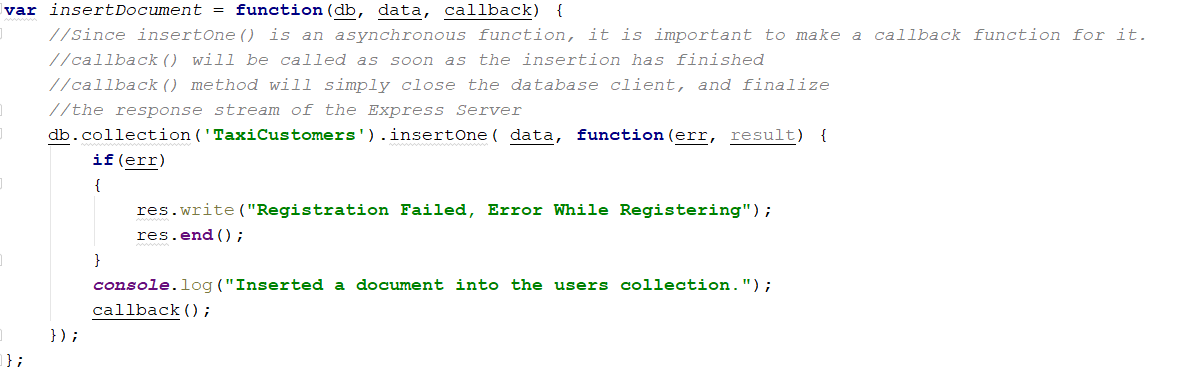 var insertDocument = function(db, data, callback) {
    //Since insertOne() is an asynchronous function, it is important to make a callback function for it.
    //callback() will be called as soon as the insertion has finished
    //callback() method will simply close the database client, and finalize
    //the response stream of the Express Server
    db.collection('TaxiCustomers').insertOne( data, function(err, result) {
        if(err)
        {
            res.write("Registration Failed, Error While Registering");
            res.end();
        }
        console.log("Inserted a document into the users collection.");
        callback();
    });
};